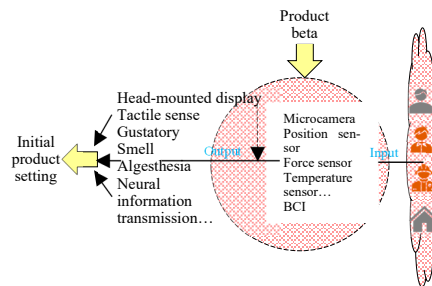 Product
beta
Head-mounted display
Tactile sense
Gustatory
Smell
Algesthesia
Neural
information
transmission…
Initial
product
setting
Output
Microcamera
Position sen-
sor
Force sensor
Temperature
sensor…
BCI
Input